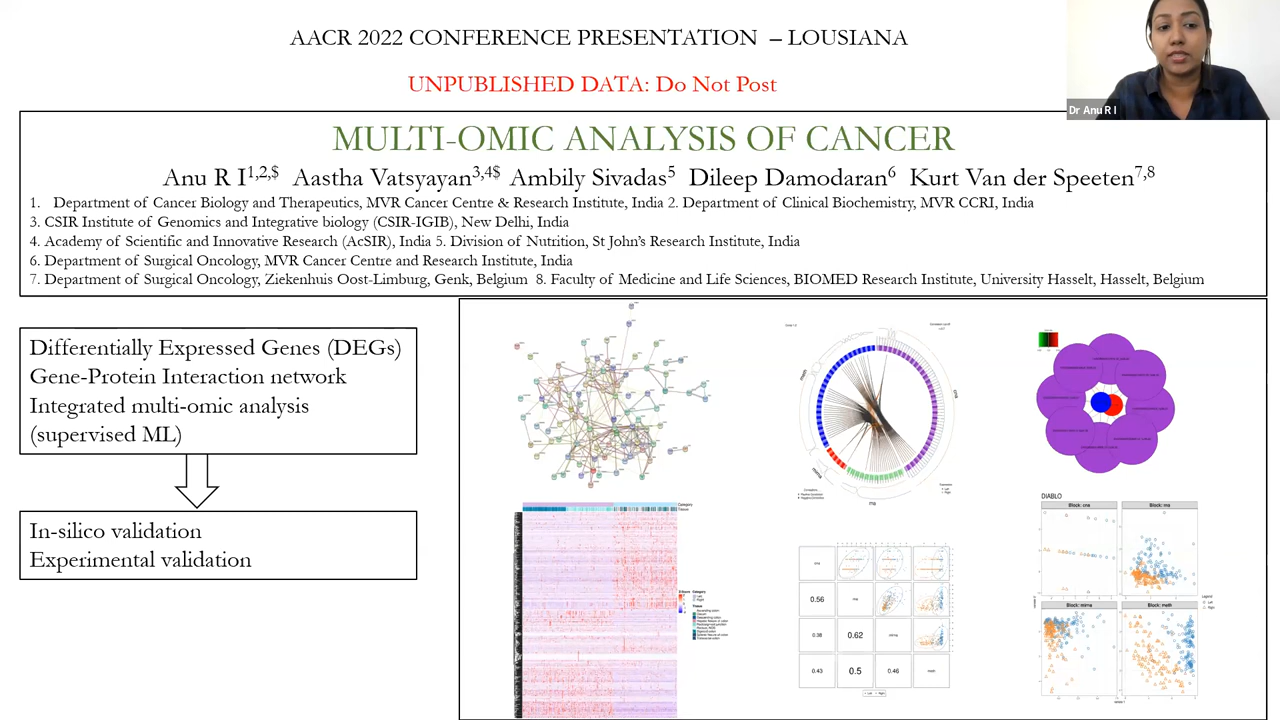 AACR 2022 CONFERENCE PRESENTATION – LOUSIANA
UNPUBLISHED DATA: Do Not Post
Dr Anu R I
MULTI-OMIC ANALYSIS OF CANCER
Anu R I1,2,$ Aastha Vatsyayan3,4$ Ambily Sivadas5 Dileep Damodaran6 Kurt Van der Speeten7,8
1. Department of Cancer Biology and Therapeutics, MVR Cancer Centre & Research Institute, India 2. Department of Clinical Biochemistry, MVR CCRI, India
3. CSIR Institute of Genomics and Integrative biology (CSIR-IGIB), New Delhi, India
4. Academy of Scientific and Innovative Research (AcSIR), India 5. Division of Nutrition, St John's Research Institute, India
6. Department of Surgical Oncology, MVR Cancer Centre and Research Institute, India
7. Department of Surgical Oncology, Ziekenhuis Oost-Limburg, Genk, Belgium 8. Faculty of Medicine and Life Sciences, BIOMED Research Institute, University Hasselt, Hasselt, Belgium
Differentially Expressed Genes (DEGs)
Gene-Protein Interaction network
Integrated multi-omic analysis
(supervised ML)
In-silico validation
Experimental validation
Category
Tissue
0.56
0.38 0.62
0.43 0.5 0.46
DIABLO
Block: cna Block: rna
Block: mirna Block: meth